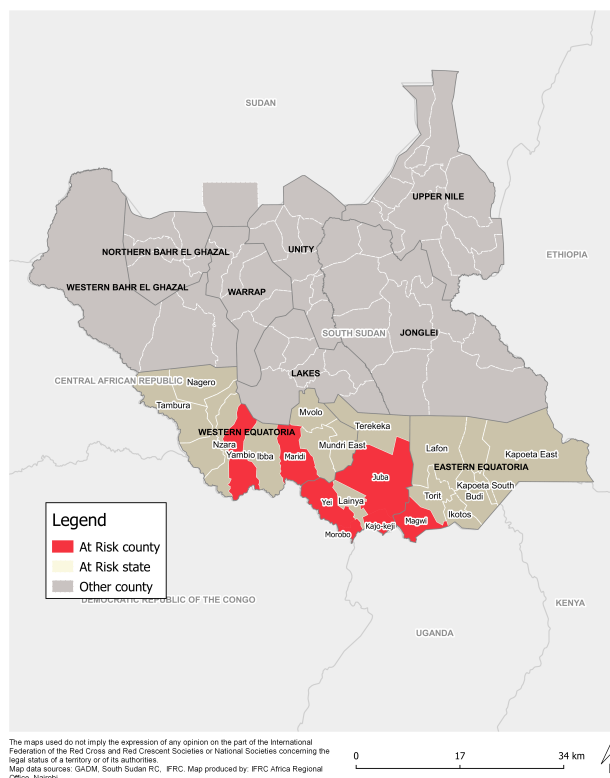 SUDAN
UPPER NILE
NORTHERN BAHR EL GHAZAL
UNITY
ETHIOPIA
WESTERN BAHR EL GHAZAL
WARRAP
SOUTH SUDAN
JONGLEI
LAKES
CENTRAL AFRICAN REPUBLIC
Nagero
Tambura
Mvolo
WESTERN EQUATORIA
Terekeka
Nzara
Mundri East
Lafon
Yambio
Ibba
Maridi
Kapoeta East
EASTERN EQUATORIA
Juba
Kapoeta South
Yei
Lainya
Torit
Budi
Ikotos
Kajo-keji
Magwi
Morobo
Legend
At Risk county
At Risk state
Other county
DEMOCRATIC REPUBLIC OF THE CONGO
KENYA
UGANDA
The maps used do not imply the expression of any opinion on the part of the International
Federation of the Red Cross and Red Crescent Societies or National Societies concerning the
legal status of a territory or of its authorities.
Map data sources: GADM, South Sudan RC, IFRC. Map produced by: IFRC Africa Regional
Office, Nairobi
0 17 34 km